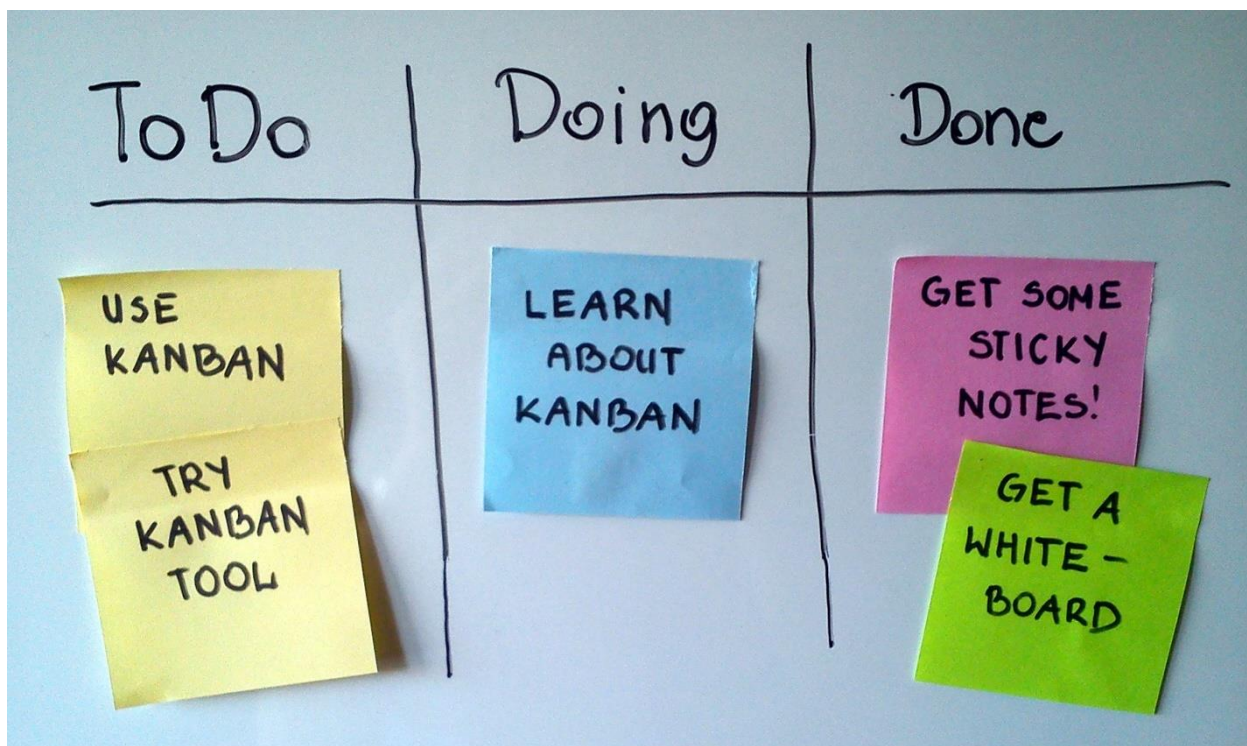 To Do
Doing
Done
USE
KANBAN
TRY
KANBAN
TOOL
LEARN
ABOUT
KANBAN
GET SOME
STICKY
NOTES!
GET A
WHITE-
BOARD